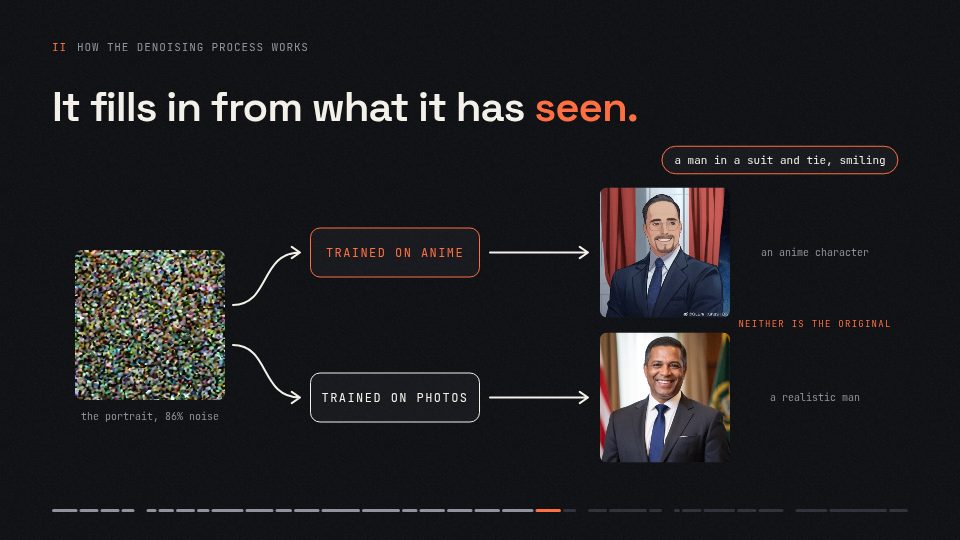 II HOW THE DENOISING PROCESS WORKS
It fills in from what it has seen.
a man in a suit and tie, smiling
TRAINED ON ANIME
an anime character
NEITHER IS THE ORIGINAL
TRAINED ON PHOTOS
a realistic man
the portrait, 86% noise